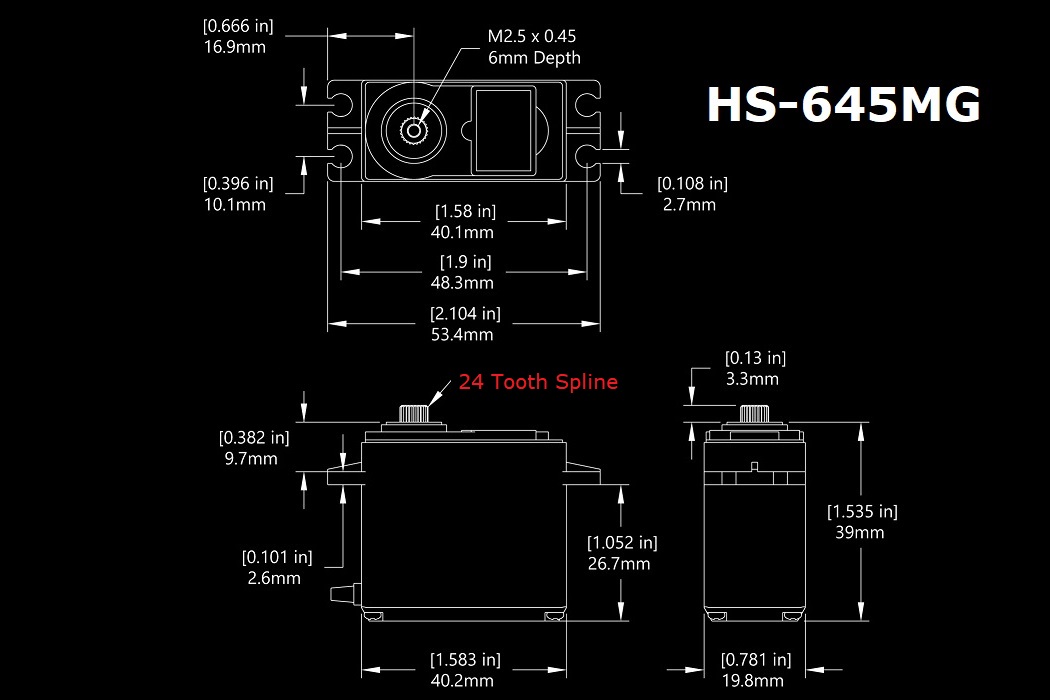 [0.666 in]
16.9mm
M2.5 x 0.45
6mm Depth
HS-645MG
[0.396 in]
10.1mm
[0.108 in]
2.7mm
[1.58 in]
40.1mm
[1.9 in]
48.3mm
[2.104 in]
53.4mm
[0.13 in]
3.3mm
24 Tooth Spline
[0.382 in]
9.7mm
[1.535 in]
39mm
[1.052 in]
26.7mm
[0.101 in]
2.6mm
[1.583 in]
40.2mm
[0.781 in]
19.8mm